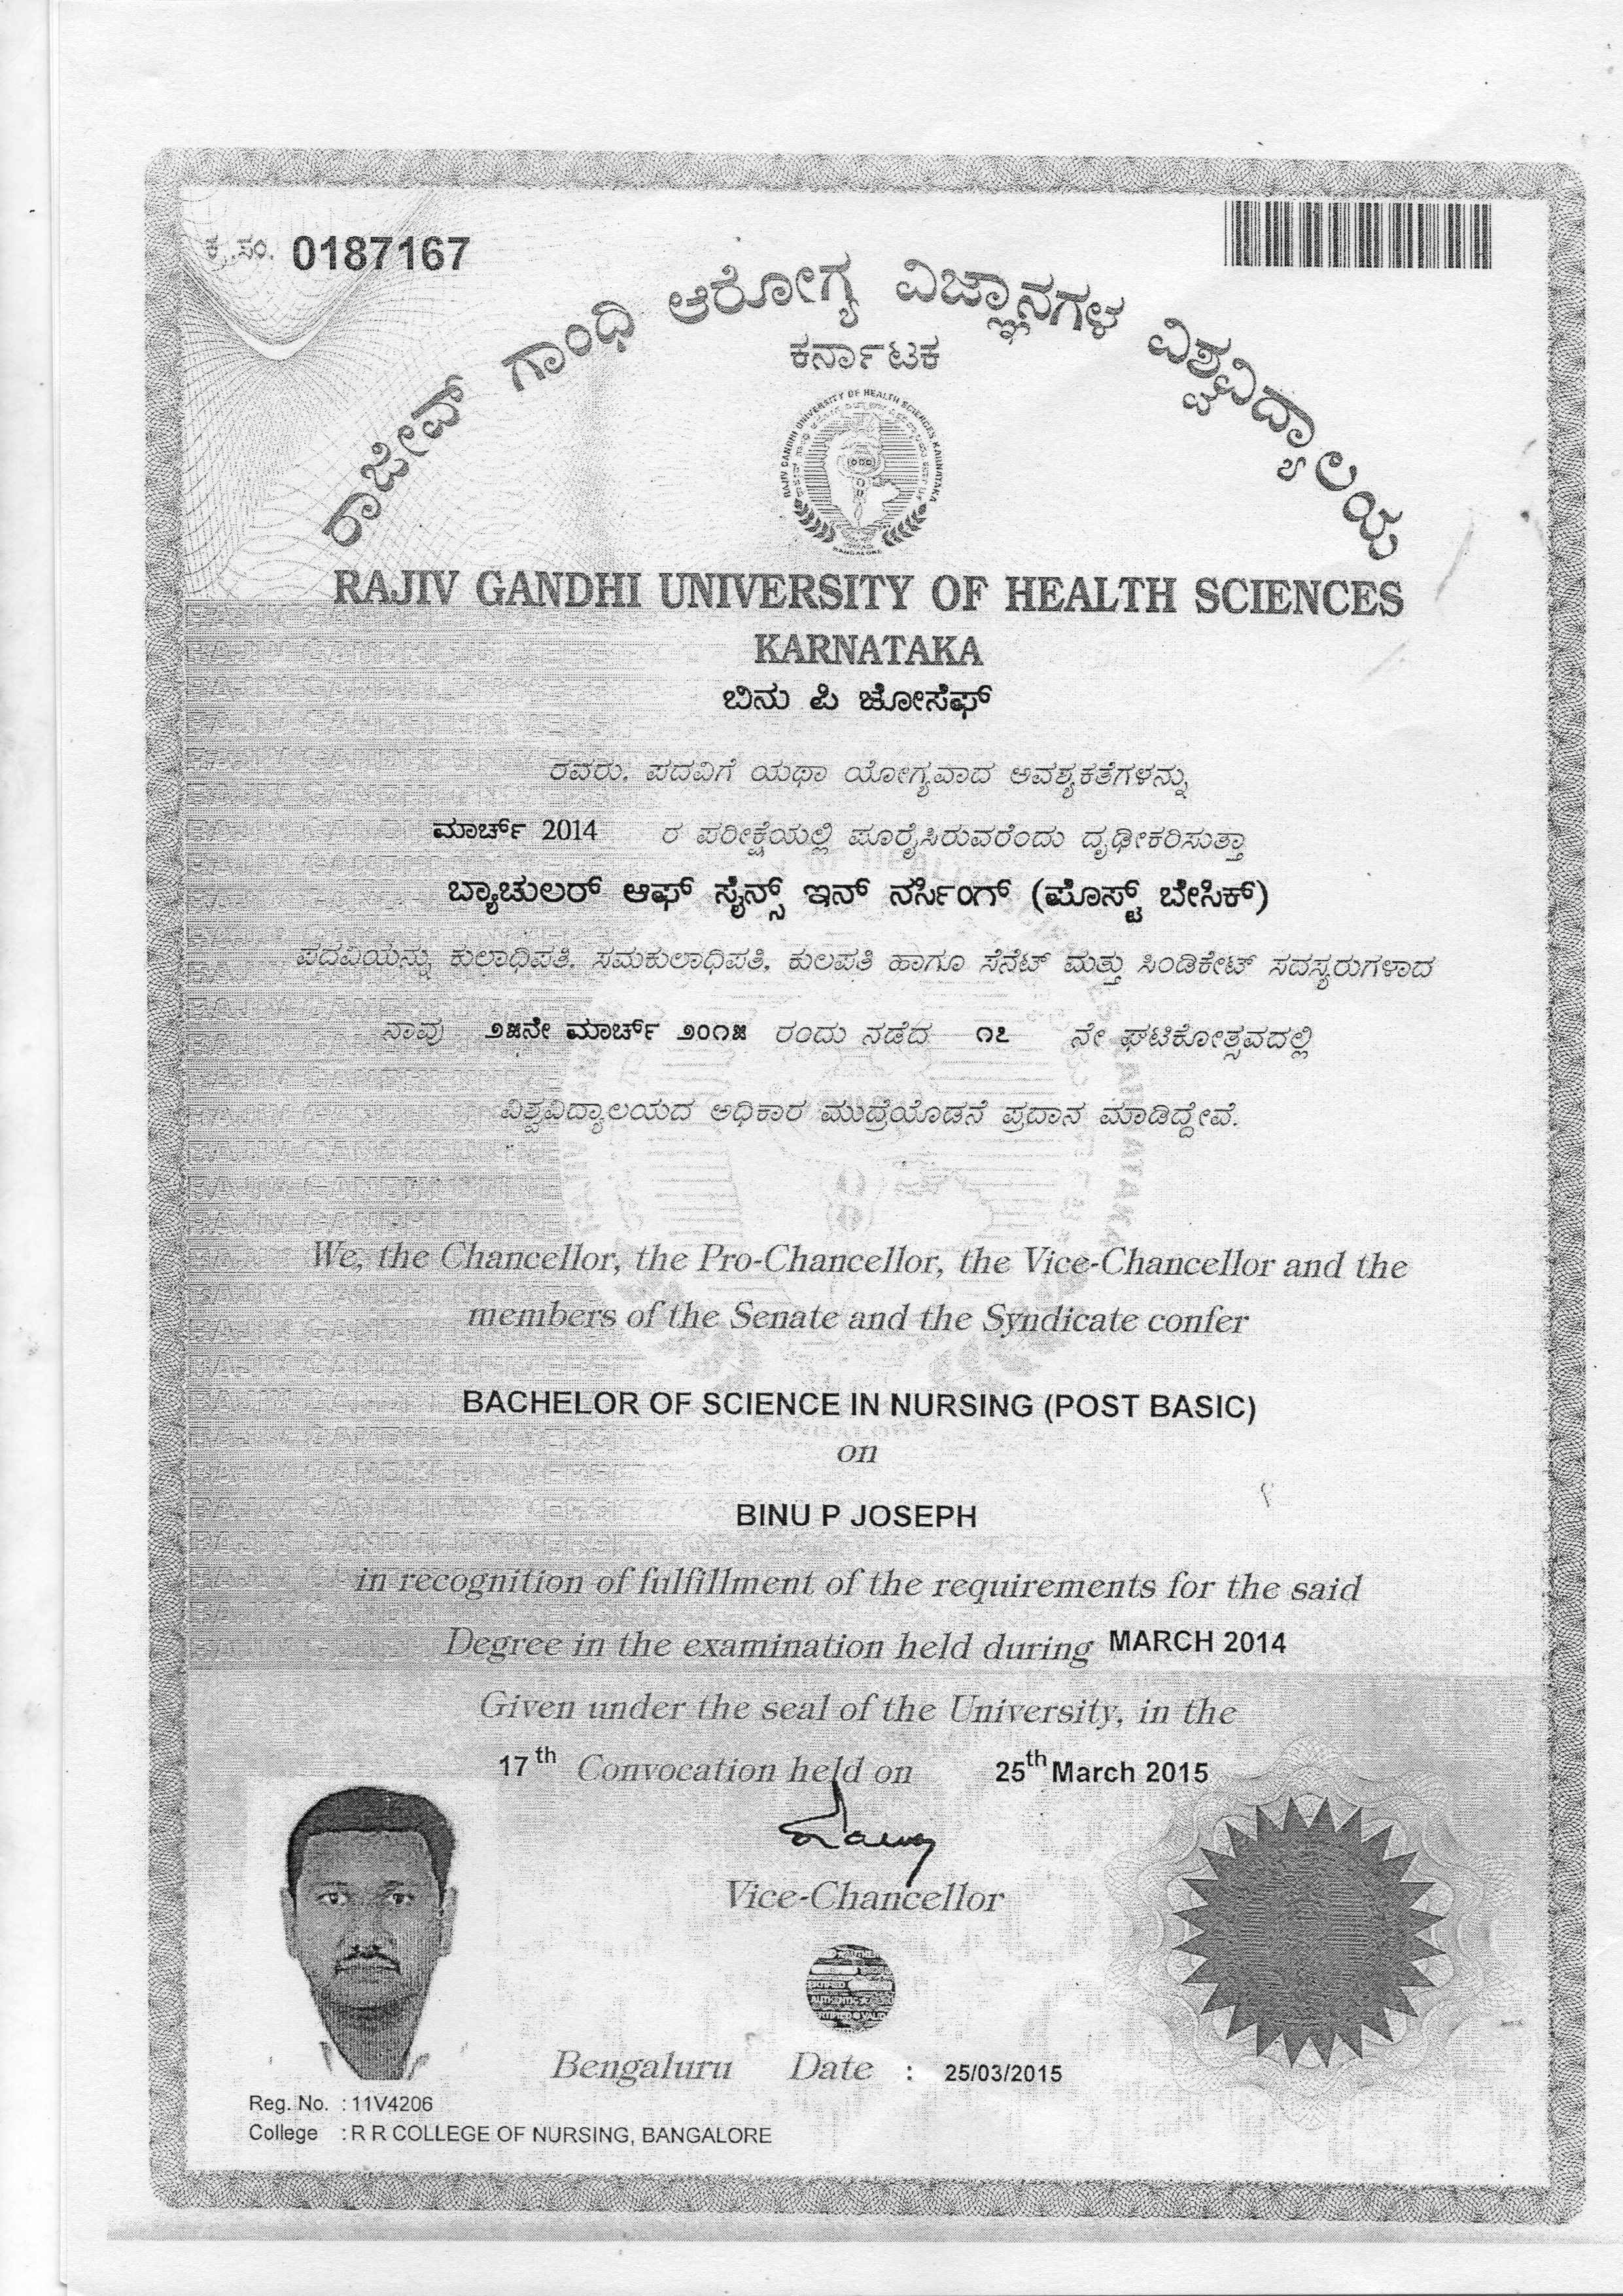 ಕ್ರ.ಸಂ. 0187167
ರಾಜೀವ್ ಗಾಂಧಿ ಆರೋಗ್ಯ ವಿಜ್ಞಾನಗಳ ವಿಶ್ವವಿದ್ಯಾಲಯ
ಕರ್ನಾಟಕ
RAJIV GANDHI UNIVERSITY OF HEALTH SCIENCES KARNATAKA
BANGALORE
RAJIV GANDHI UNIVERSITY OF HEALTH SCIENCES
KARNATAKA
ಬಿನು ಪಿ ಜೋಸೆಫ್
ರವರು, ಪದವಿಗೆ ಯಥಾ ಯೋಗ್ಯವಾದ ಅವಶ್ಯಕತೆಗಳನ್ನು
ಮಾರ್ಚ್ 2014 ರ ಪರೀಕ್ಷೆಯಲ್ಲಿ ಪೂರೈಸಿರುವರೆಂದು ದೃಢೀಕರಿಸುತ್ತಾ
ಬ್ಯಾಚುಲರ್ ಆಫ್ ಸೈನ್ಸ್ ಇನ್ ನರ್ಸಿಂಗ್ (ಪೊಸ್ಟ್ ಬೇಸಿಕ್)
ಪದವಿಯನ್ನು ಕುಲಾಧಿಪತಿ, ಸಮಕುಲಾಧಿಪತಿ, ಕುಲಪತಿ ಹಾಗೂ ಸೆನೆಟ್ ಮತ್ತು ಸಿಂಡಿಕೇಟ್ ಸದಸ್ಯರುಗಳಾದ
ನಾವು ೨೫ನೇ ಮಾರ್ಚ್ ೨೦೧೫ ರಂದು ನಡೆದ ೧೭ ನೇ ಘಟಿಕೋತ್ಸವದಲ್ಲಿ
ವಿಶ್ವವಿದ್ಯಾಲಯದ ಅಧಿಕಾರ ಮುದ್ರೆಯೊಡನೆ ಪ್ರದಾನ ಮಾಡಿದ್ದೇವೆ.
We, the Chancellor, the Pro-Chancellor, the Vice-Chancellor and the
members of the Senate and the Syndicate confer
BACHELOR OF SCIENCE IN NURSING (POST BASIC)
on
BINU P JOSEPH
in recognition of fulfillment of the requirements for the said
Degree in the examination held during MARCH 2014
Given under the seal of the University, in the
17th Convocation held on 25th March 2015
Vice-Chancellor
Bengaluru Date : 25/03/2015
Reg. No. : 11V4206
College : R R COLLEGE OF NURSING, BANGALORE